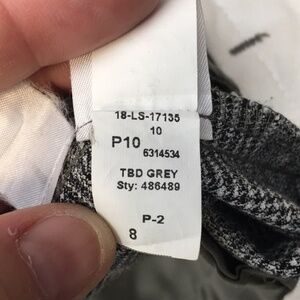 18-LS-17135
10
P10
6314534
TBD GREY
Sty: 486489
P-2
8